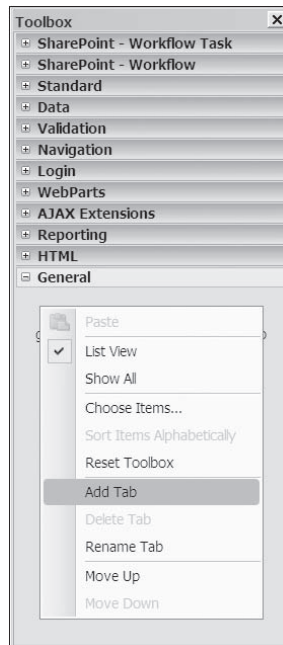 Toolbox
SharePoint - Workflow Task
SharePoint - Workflow
Standard
Data
Validation
Navigation
Login
WebParts
AJAX Extensions
Reporting
HTML
General
Paste
List View
Show All
Choose Items...
Sort Items Alphabetically
Reset Toolbox
Add Tab
Delete Tab
Rename Tab
Move Up
Move Down